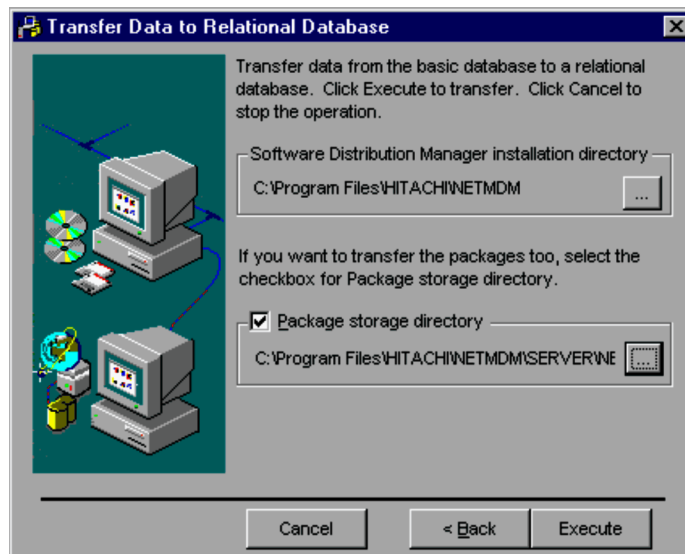 Transfer Data to Relational Database
Transfer data from the basic database to a relational
database. Click Execute to transfer. Click Cancel to
stop the operation.
Software Distribution Manager installation directory
C:\Program Files\HITACHI\NETMDM
...
If you want to transfer the packages too, select the
checkbox for Package storage directory.
Package storage directory
C:\Program Files\HITACHI\NETMDM\SERVER\NE
...
Cancel
< Back
Execute